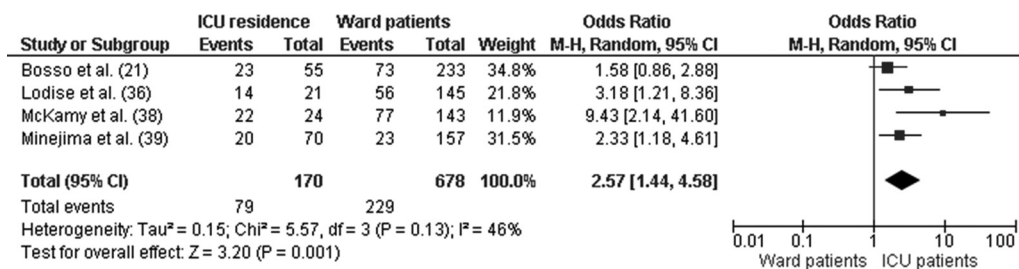 ICU residence Ward patients Odds Ratio Odds Ratio
Study or Subgroup Events Total Events Total Weight M-H, Random, 95% CI M-H, Random, 95% CI
Bosso et al. (21) 23 55 73 233 34.8% 1.58 [0.86, 2.88]
Lodise et al. (36) 14 21 56 145 21.8% 3.18 [1.21, 8.36]
McKamy et al. (38) 22 24 77 143 11.9% 9.43 [2.14, 41.60]
Minejima et al. (39) 20 70 23 157 31.5% 2.33 [1.18, 4.61]
Total (95% CI) 170 678 100.0% 2.57 [1.44, 4.58]
Total events 79 229
Heterogeneity: Tau² = 0.15; Chi² = 5.57, df = 3 (P = 0.13); I² = 46%
Test for overall effect: Z = 3.20 (P = 0.001)
0.01 0.1 1 10 100
Ward patients ICU patients